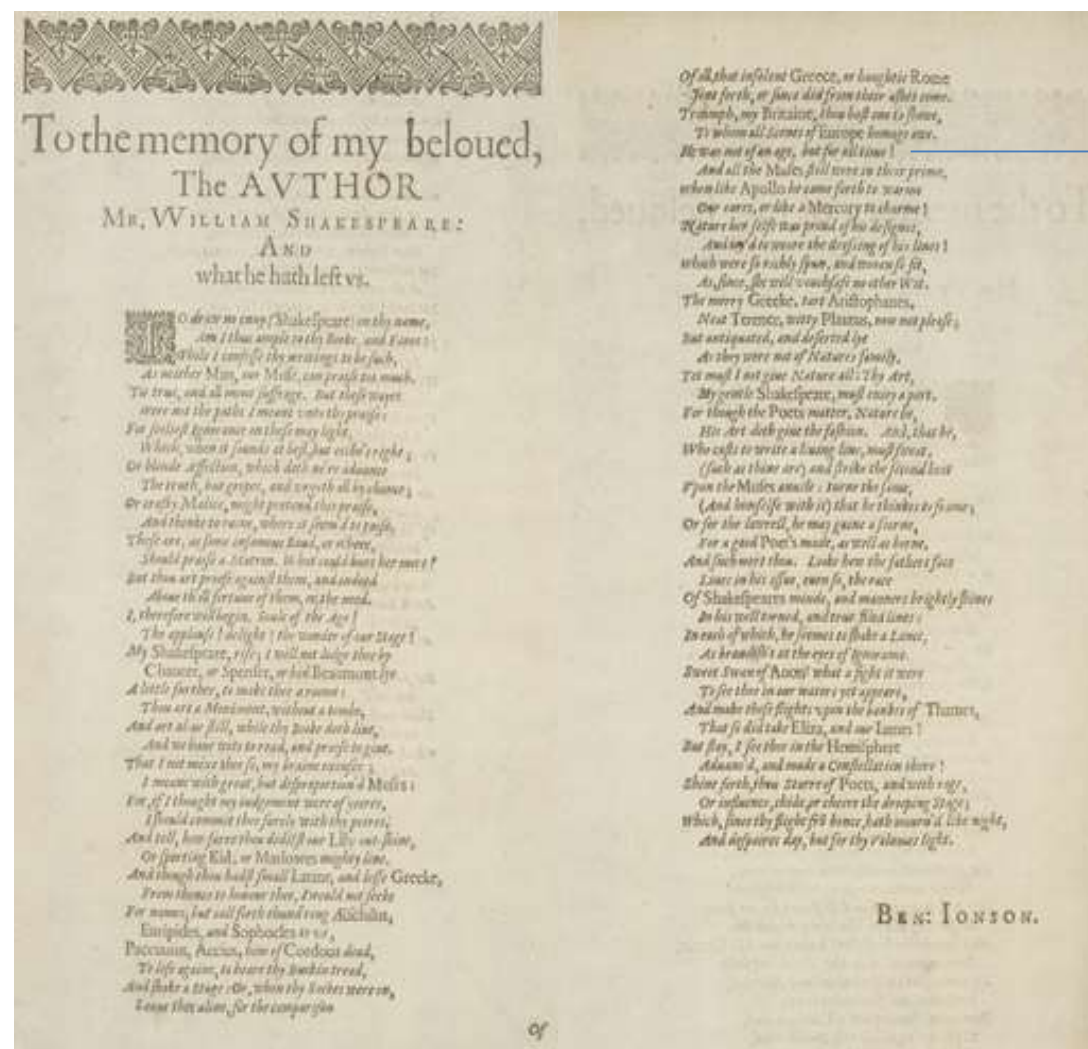 To the memory of my beloued,
The AVTHOR
MR. WILLIAM SHAKESPEARE:
AND
what he hath left vs.
TO draw no enuy (Shakespeare) on thy name,
Am I thus ample to thy Booke, and Fame:
While I confesse thy writings to be such,
As neither Man, nor Muse, can praise too much.
'Tis true, and all mens suffrage. But these wayes
were not the paths I meant vnto thy praise:
For seeliest Ignorance on these may light,
Which, when it sounds at best, but eccho's right;
Or blinde Affection, which doth ne're aduance
The truth, but gropes, and vrgeth all by chance;
Or crafty Malice, might pretend this praise,
And thinke to ruine, where it seem'd to raise.
These are, as some infamous Baud, or whore,
Should praise a Matron. What could hurt her more?
But thou art proofe against them, and indeed
Aboue th'ill fortune of them, or the need.
I, therefore will begin. Soule of the Age!
The applause! delight! the wonder of our Stage!
My Shakespeare, rise; I will not lodge thee by
Chaucer, or Spenser, or bid Beaumont lye
A little further, to make thee a roome:
Thou art a Moniment, without a tombe,
And art aliue still, while thy Booke doth liue,
And we haue wits to read, and praise to giue.
That I not mixe thee so, my braine excuses;
I meane with great, but disproportion'd Muses:
For, if I thought my iudgement were of yeeres,
I should commit thee surely with thy peeres,
And tell, how farre thou didst our Lily out-shine,
Or sporting Kid, or Marlowes mighty line.
And though thou hadst small Latine, and lesse Greeke,
From thence to honour thee, I would not seeke
For names; but call forth thund'ring Æschilus,
Euripides, and Sophocles to vs,
Paccuuius, Accius, him of Cordoua dead,
To life againe, to heare thy Buskin tread,
And shake a Stage: Or, when thy Sockes were on,
Leaue thee alone, for the comparison
Of
Of all, that insolent Greece, or haughtie Rome
sent forth, or since did from their ashes come.
Triumph, my Britaine, thou hast one to showe,
To whom all Scenes of Europe homage owe.
He was not of an age, but for all time!
And all the Muses still were in their prime,
when like Apollo he came forth to warme
Our eares, or like a Mercury to charme!
Nature her selfe was proud of his designes,
And ioy'd to weare the dressing of his lines!
which were so richly spun, and wouen so fit,
As, since, she will vouchsafe no other Wit.
The merry Greeke, tart Aristophanes,
Neat Terence, witty Plautus, now not please;
But antiquated, and deserted lye
As they were not of Natures family.
Yet must I not giue Nature all: Thy Art,
My gentle Shakespeare, must enioy a part.
For though the Poets matter, Nature be,
His Art doth giue the fashion. And, that he,
Who casts to write a liuing line, must sweat,
(such as thine are) and strike the second heat
Vpon the Muses anuile: turne the same,
(And himselfe with it) that he thinkes to frame;
Or for the lawrell, he may gaine a scorne,
For a good Poet's made, as well as borne,
And such wert thou. Looke how the fathers face
Liues in his issue, euen so, the race
Of Shakespeares minde, and manners brightly shines
In his well torned, and true filed lines:
In each of which, he seemes to shake a Lance,
As brandish't at the eyes of Ignorance.
Sweet Swan of Auon! what a sight it were
To see thee in our waters yet appeare,
And make those flights vpon the bankes of Thames,
That so did take Eliza, and our Iames!
But stay, I see thee in the Hemisphere
Aduanc'd, and made a Constellation there!
Shine forth, thou Starre of Poets, and with rage,
Or influence, chide, or cheere the drooping Stage;
Which, since thy flight frō hence, hath mourn'd like night,
And despaires day, but for thy Volumes light.
BEN: IONSON.